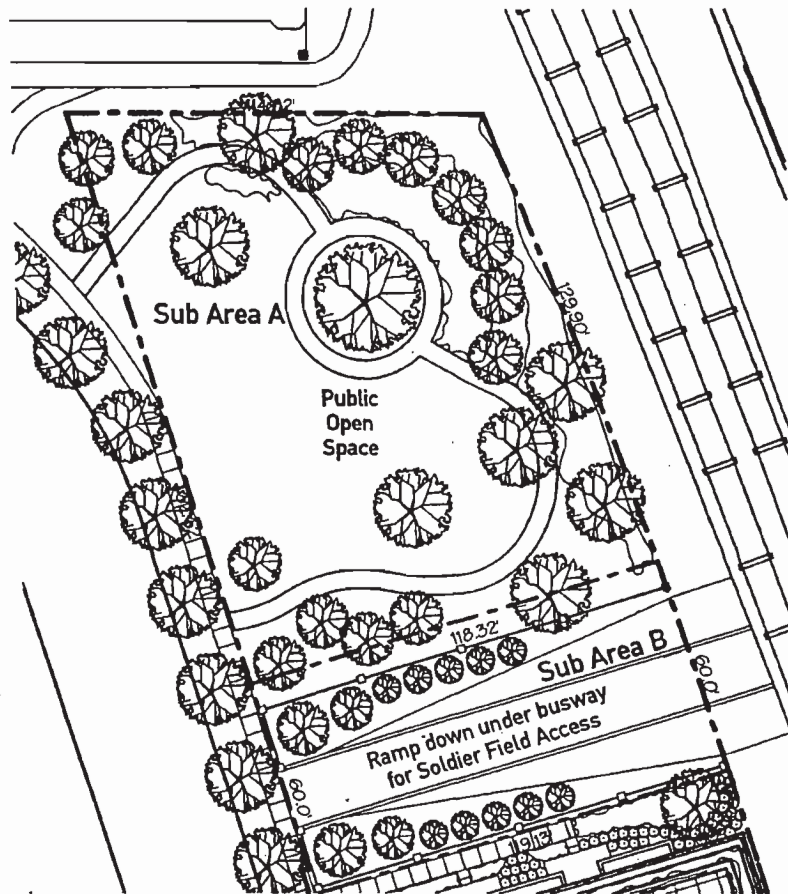 Sub Area A
129.90'
Public
Open
Space
118.32'
Sub Area B
60.0'
Ramp down under busway
for Soldier Field Access
60.0'
119.13'